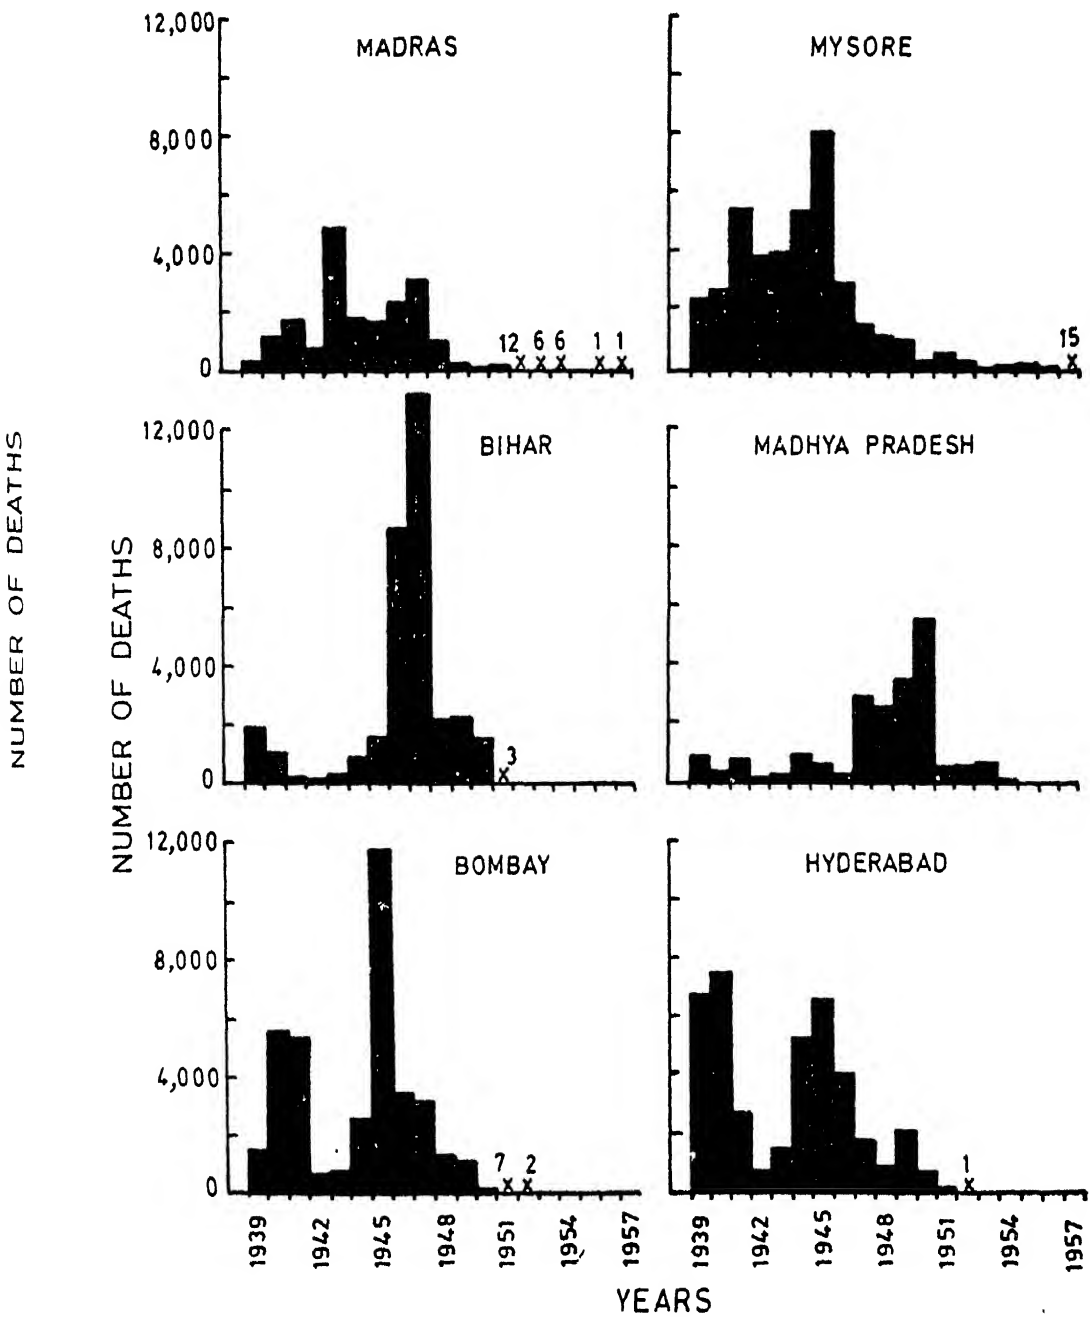 NUMBER OF DEATHS
NUMBER OF DEATHS
MADRAS
12,000
8,000
4,000
0
12 6 6 1 1
MYSORE
15
BIHAR
12,000
8,000
4,000
0
3
MADHYA PRADESH
BOMBAY
12,000
8,000
4,000
0
7 2
HYDERABAD
1
1939 1942 1945 1948 1951 1954 1957
1939 1942 1945 1948 1951 1954 1957
YEARS